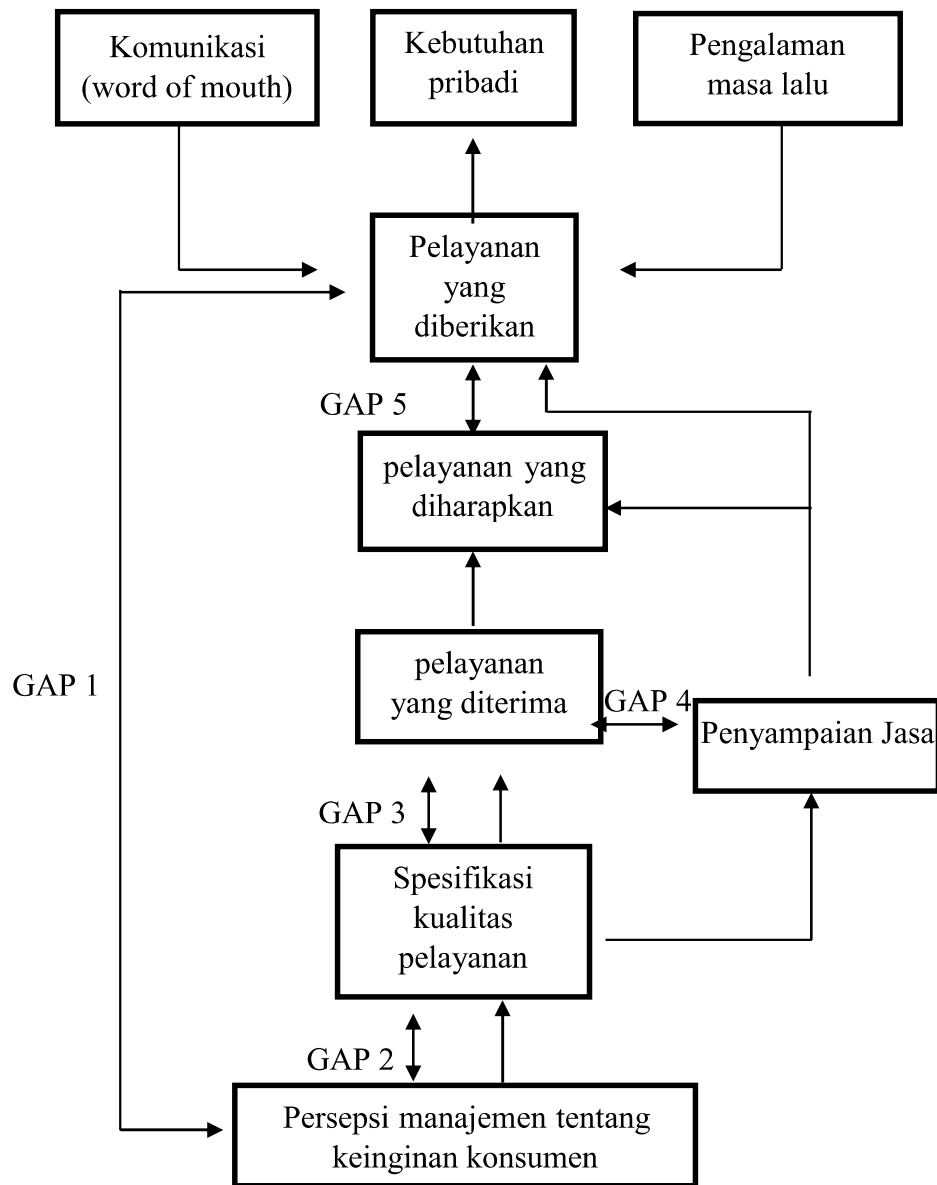 Komunikasi
(word of mouth)
Kebutuhan
pribadi
Pengalaman
masa lalu
Pelayanan
yang
diberikan
GAP 5
pelayanan yang
diharapkan
GAP 1
pelayanan
yang diterima
GAP 4
Penyampaian Jasa
GAP 3
Spesifikasi
kualitas
pelayanan
GAP 2
Persepsi manajemen tentang
keinginan konsumen